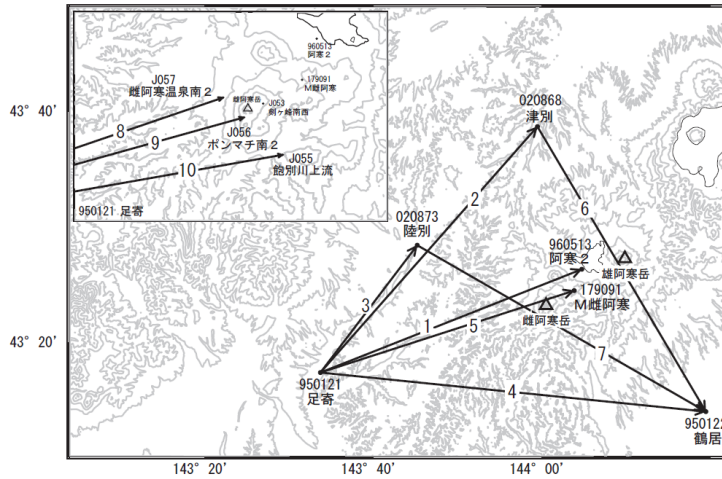 960513
阿寒2
179091
M雌阿寒
J057
雌阿寒温泉南2
雌阿寒岳
J053
剣ヶ峰南西
J056
ポンマチ南2
J055
飽別川上流
8
9
10
950121 足寄
43° 40'
43° 20'
020868
津別
2
6
020873
陸別
960513
阿寒2
雄阿寒岳
179091
M雌阿寒
雌阿寒岳
3
1
5
7
4
950121
足寄
950122
鶴居
143° 20'
143° 40'
144° 00'